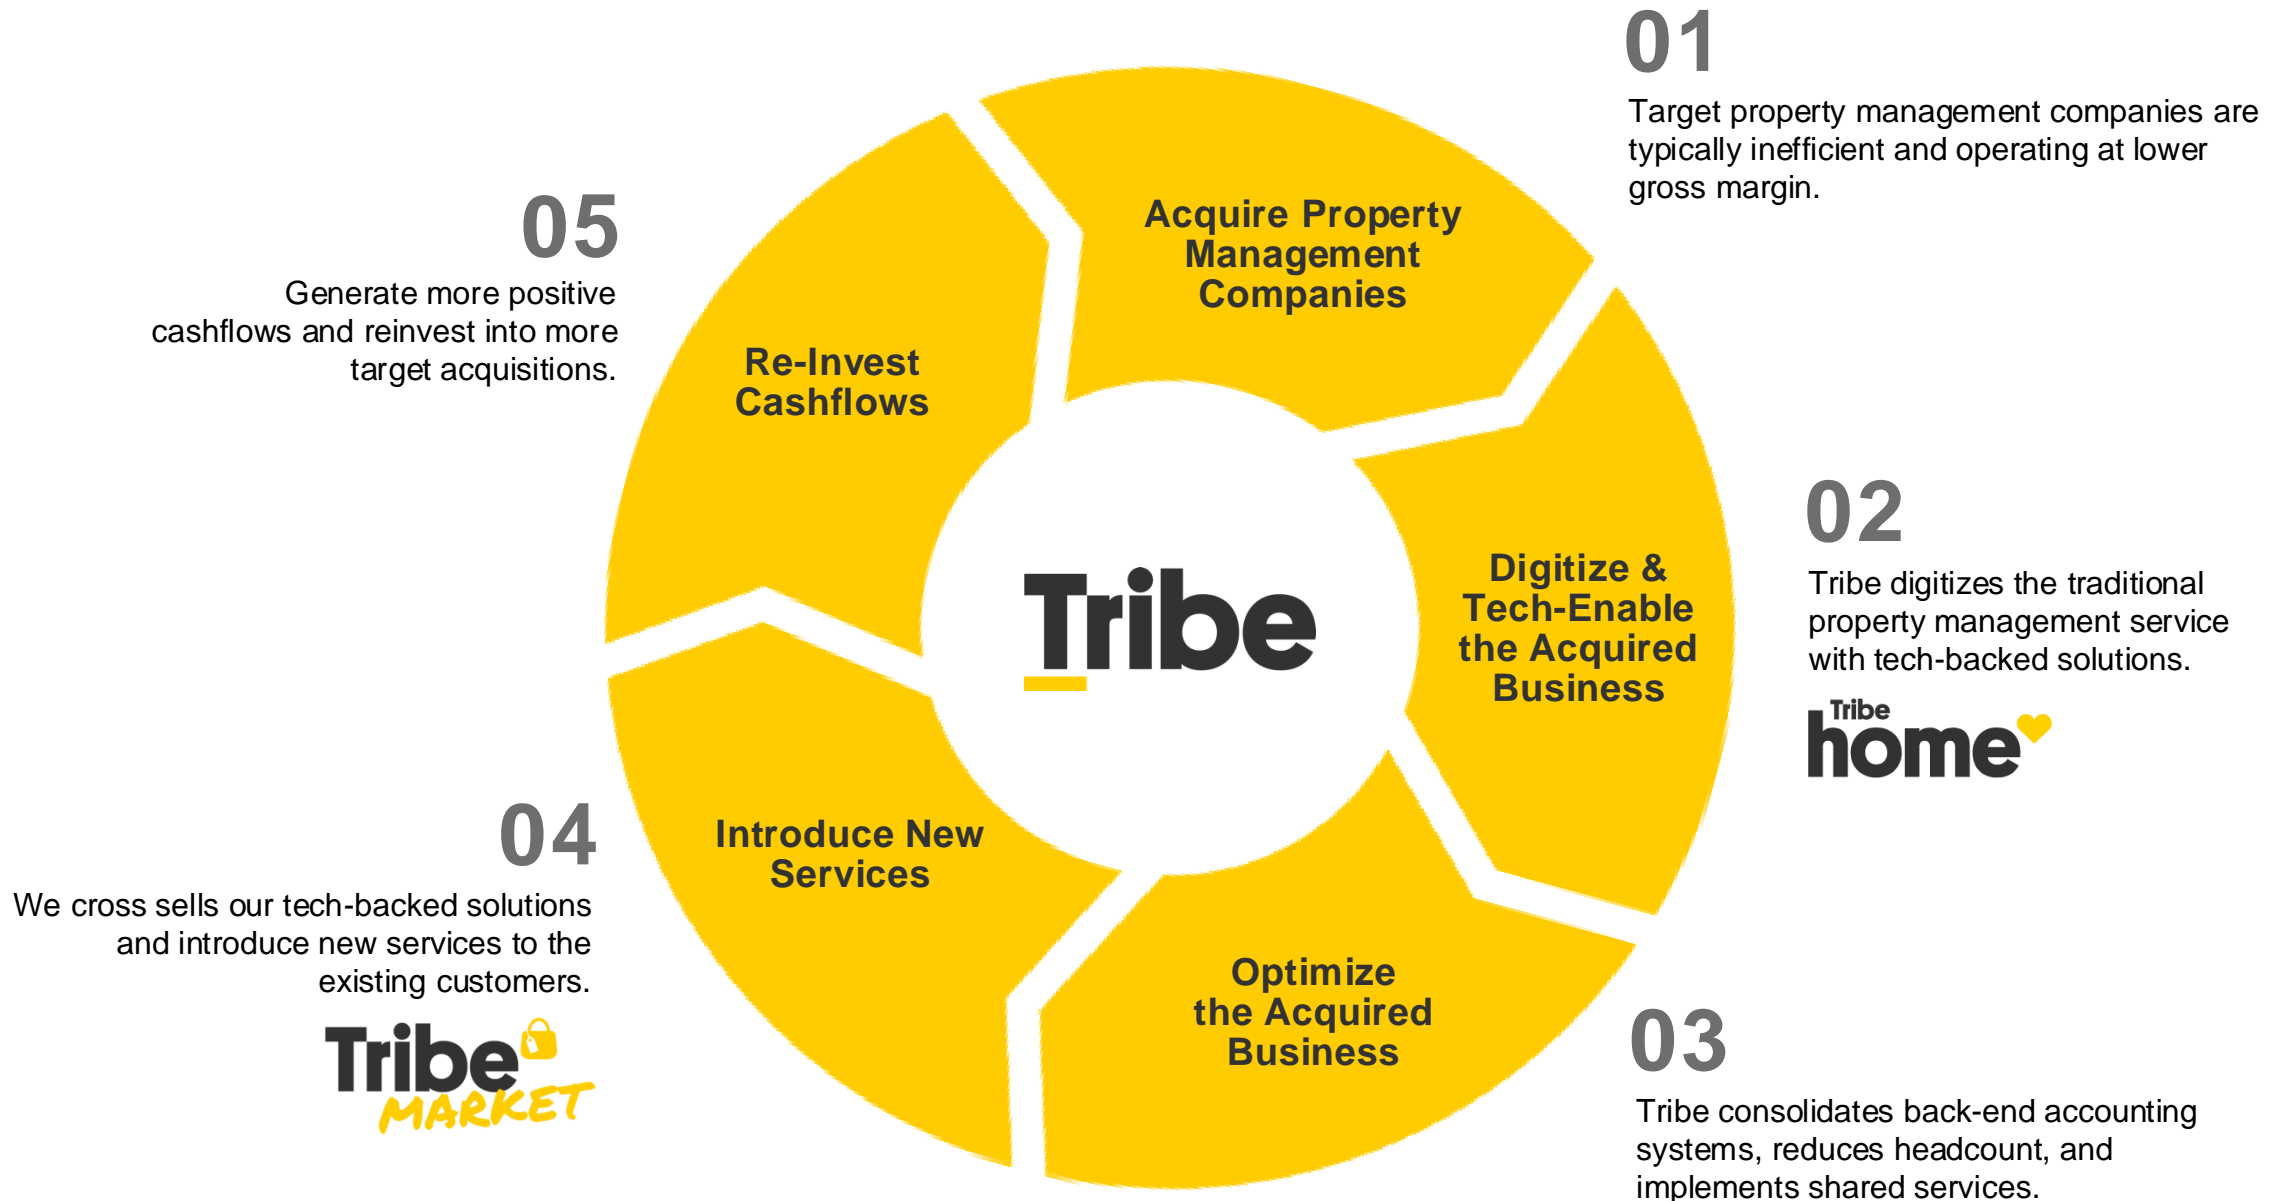 01
Target property management companies are
typically inefficient and operating at lower
gross margin.
Acquire Property
Management
Companies
02
Tribe digitizes the traditional
property management service
with tech-backed solutions.
Tribe
home
Digitize &
Tech-Enable
the Acquired
Business
03
Tribe consolidates back-end accounting
systems, reduces headcount, and
implements shared services.
Optimize
the Acquired
Business
04
We cross sells our tech-backed solutions
and introduce new services to the
existing customers.
Tribe
MARKET
Introduce New
Services
05
Generate more positive
cashflows and reinvest into more
target acquisitions.
Re-Invest
Cashflows
Tribe